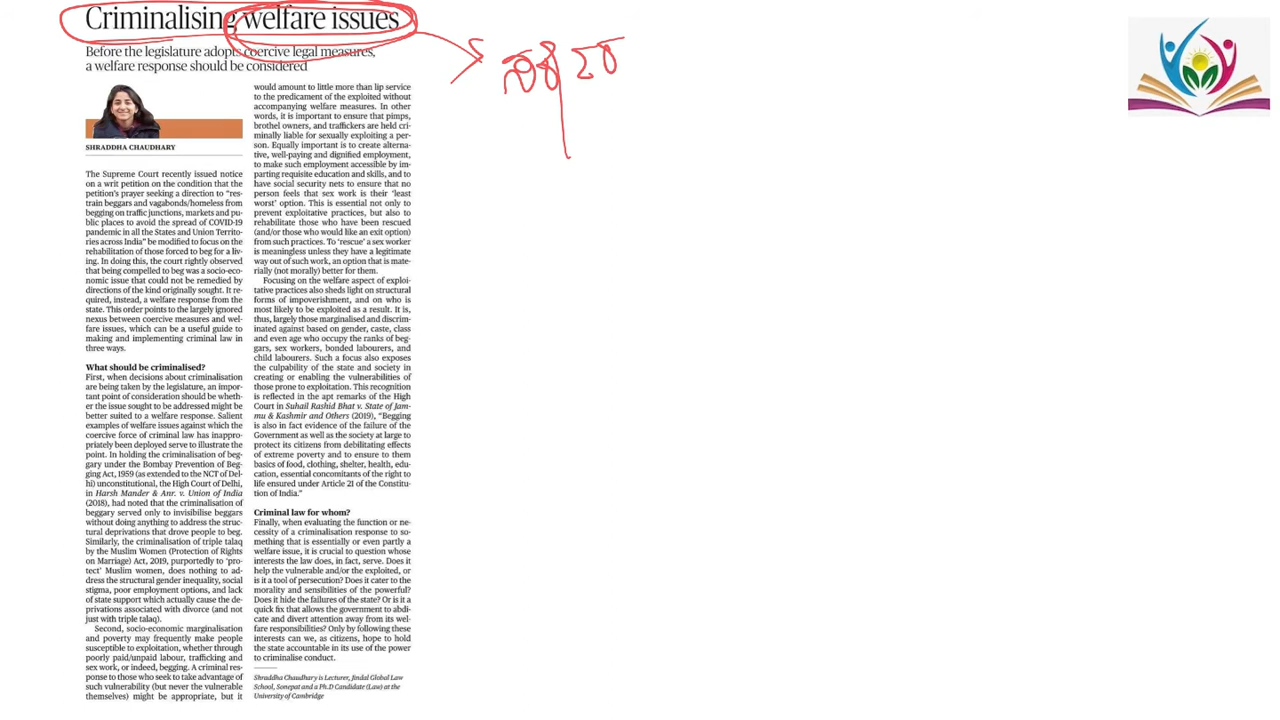 Criminalising welfare issues
Before the legislature adopts coercive legal measures,
a welfare response should be considered
SHRADDHA CHAUDHARY
The Supreme Court recently issued notice
on a writ petition on the condition that the
petition's prayer seeking a direction to "res-
train beggars and vagabonds/homeless from
begging on traffic junctions, markets and pu-
blic places to avoid the spread of COVID-19
pandemic in all the States and Union Territo-
ries across India" be modified to focus on the
rehabilitation of those forced to beg for a liv-
ing. In doing this, the court rightly observed
that being compelled to beg was a socio-eco-
nomic issue that could not be remedied by
directions of the kind originally sought. It re-
quired, instead, a welfare response from the
state. This order points to the largely ignored
nexus between coercive measures and wel-
fare issues, which can be a useful guide to
making and implementing criminal law in
three ways.
What should be criminalised?
First, when decisions about criminalisation
are being taken by the legislature, an impor-
tant point of consideration should be wheth-
er the issue sought to be addressed might be
better suited to a welfare response. Salient
examples of welfare issues against which the
coercive force of criminal law has inappro-
priately been deployed serve to illustrate the
point. In holding the criminalisation of beg-
gary under the Bombay Prevention of Beg-
ging Act, 1959 (as extended to the NCT of Del-
hi) unconstitutional, the High Court of Delhi,
in Harsh Mander & Anr. v. Union of India
(2018), had noted that the criminalisation of
beggary served only to invisibilise beggars
without doing anything to address the struc-
tural deprivations that drove people to beg.
Similarly, the criminalisation of triple talaq
by the Muslim Women (Protection of Rights
on Marriage) Act, 2019, purportedly to 'pro-
tect' Muslim women, does nothing to ad-
dress the structural gender inequality, social
stigma, poor employment options, and lack
of state support which actually cause the de-
privations associated with divorce (and not
just with triple talaq).
Second, socio-economic marginalisation
and poverty may frequently make people
susceptible to exploitation, whether through
poorly paid/unpaid labour, trafficking and
sex work, or indeed, begging. A criminal res-
ponse to those who seek to take advantage of
such vulnerability (but never the vulnerable
themselves) might be appropriate, but it
would amount to little more than lip service
to the predicament of the exploited without
accompanying welfare measures. In other
words, it is important to ensure that pimps,
brothel owners, and traffickers are held cri-
minally liable for sexually exploiting a per-
son. Equally important is to create alterna-
tive, well-paying and dignified employment,
to make such employment accessible by im-
parting requisite education and skills, and to
have social security nets to ensure that no
person feels that sex work is their 'least
worst' option. This is essential not only to
prevent exploitative practices, but also to
rehabilitate those who have been rescued
(and/or those who would like an exit option)
from such practices. To 'rescue' a sex worker
is meaningless unless they have a legitimate
way out of such work, an option that is mate-
rially (not morally) better for them.
Focusing on the welfare aspect of exploi-
tative practices also sheds light on structural
forms of impoverishment, and on who is
most likely to be exploited as a result. It is,
thus, largely those marginalised and discrim-
inated against based on gender, caste, class
and even age who occupy the ranks of beg-
gars, sex workers, bonded labourers, and
child labourers. Such a focus also exposes
the culpability of the state and society in
creating or enabling the vulnerabilities of
those prone to exploitation. This recognition
is reflected in the apt remarks of the High
Court in Suhail Rashid Bhat v. State of Jam-
mu & Kashmir and Others (2019), "Begging
is also in fact evidence of the failure of the
Government as well as the society at large to
protect its citizens from debilitating effects
of extreme poverty and to ensure to them
basics of food, clothing, shelter, health, edu-
cation, essential concomitants of the right to
life ensured under Article 21 of the Constitu-
tion of India."
Criminal law for whom?
Finally, when evaluating the function or ne-
cessity of a criminalisation response to so-
mething that is essentially or even partly a
welfare issue, it is crucial to question whose
interests the law does, in fact, serve. Does it
help the vulnerable and/or the exploited, or
is it a tool of persecution? Does it cater to the
morality and sensibilities of the powerful?
Does it hide the failures of the state? Or is it a
quick fix that allows the government to abdi-
cate and divert attention away from its wel-
fare responsibilities? Only by following these
interests can we, as citizens, hope to hold
the state accountable in its use of the power
to criminalise conduct.
Shraddha Chaudhary is Lecturer, Jindal Global Law
School, Sonepat and a Ph.D Candidate (Law) at the
University of Cambridge